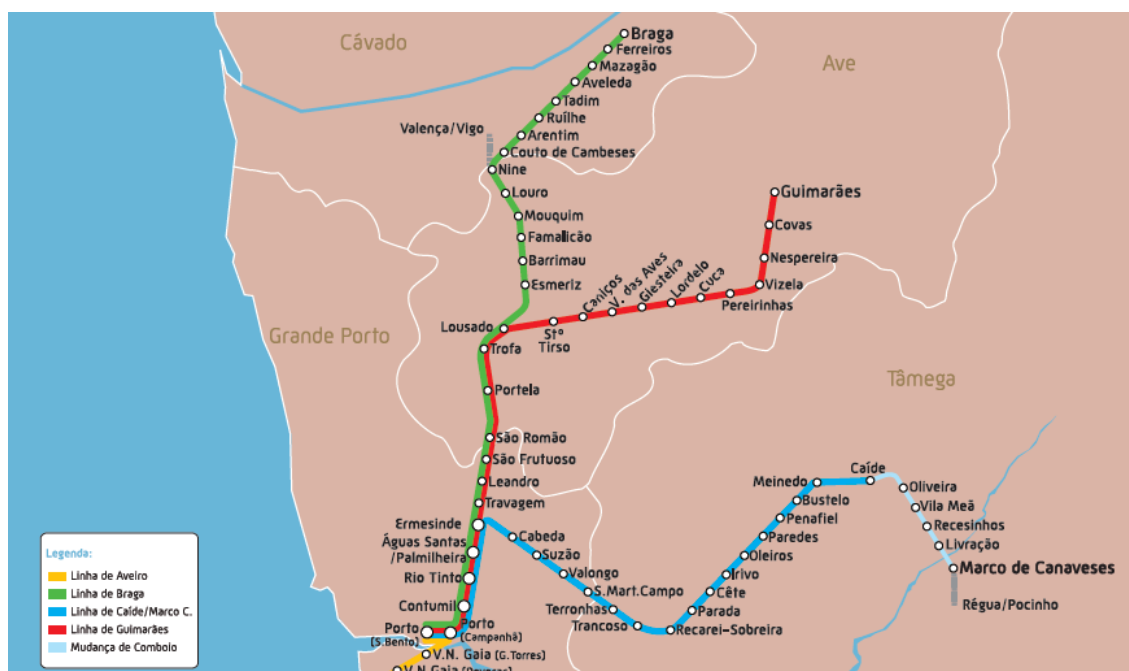 Cávado
Ave
Grande Porto
Tâmega
Braga
Ferreiros
Mazagão
Aveleda
Tadim
Ruílhe
Arentim
Couto de Cambeses
Valença/Vigo
Nine
Louro
Mouquim
Famalicão
Barrimau
Esmeriz
Lousado
Guimarães
Covas
Nespereira
Vizela
Pereirinhas
Cuca
Lordelo
Giesteira
V. das Aves
Caniços
Stº
Tirso
Trofa
Portela
São Romão
São Frutuoso
Leandro
Travagem
Ermesinde
Águas Santas
/Palmilheira
Rio Tinto
Contumil
Porto
(S.Bento)
Porto
(Campanhã)
V.N. Gaia (G.Torres)
V.N. Gaia (Devesas)
Cabeda
Suzão
Valongo
S.Mart.Campo
Terronhas
Trancoso
Recarei-Sobreira
Parada
Cête
Irivo
Oleiros
Paredes
Penafiel
Bustelo
Meinedo
Caíde
Oliveira
Vila Meã
Recesinhos
Livração
Marco de Canaveses
Régua/Pocinho
Legenda:
Linha de Aveiro
Linha de Braga
Linha de Caíde/Marco C.
Linha de Guimarães
Mudança de Comboio